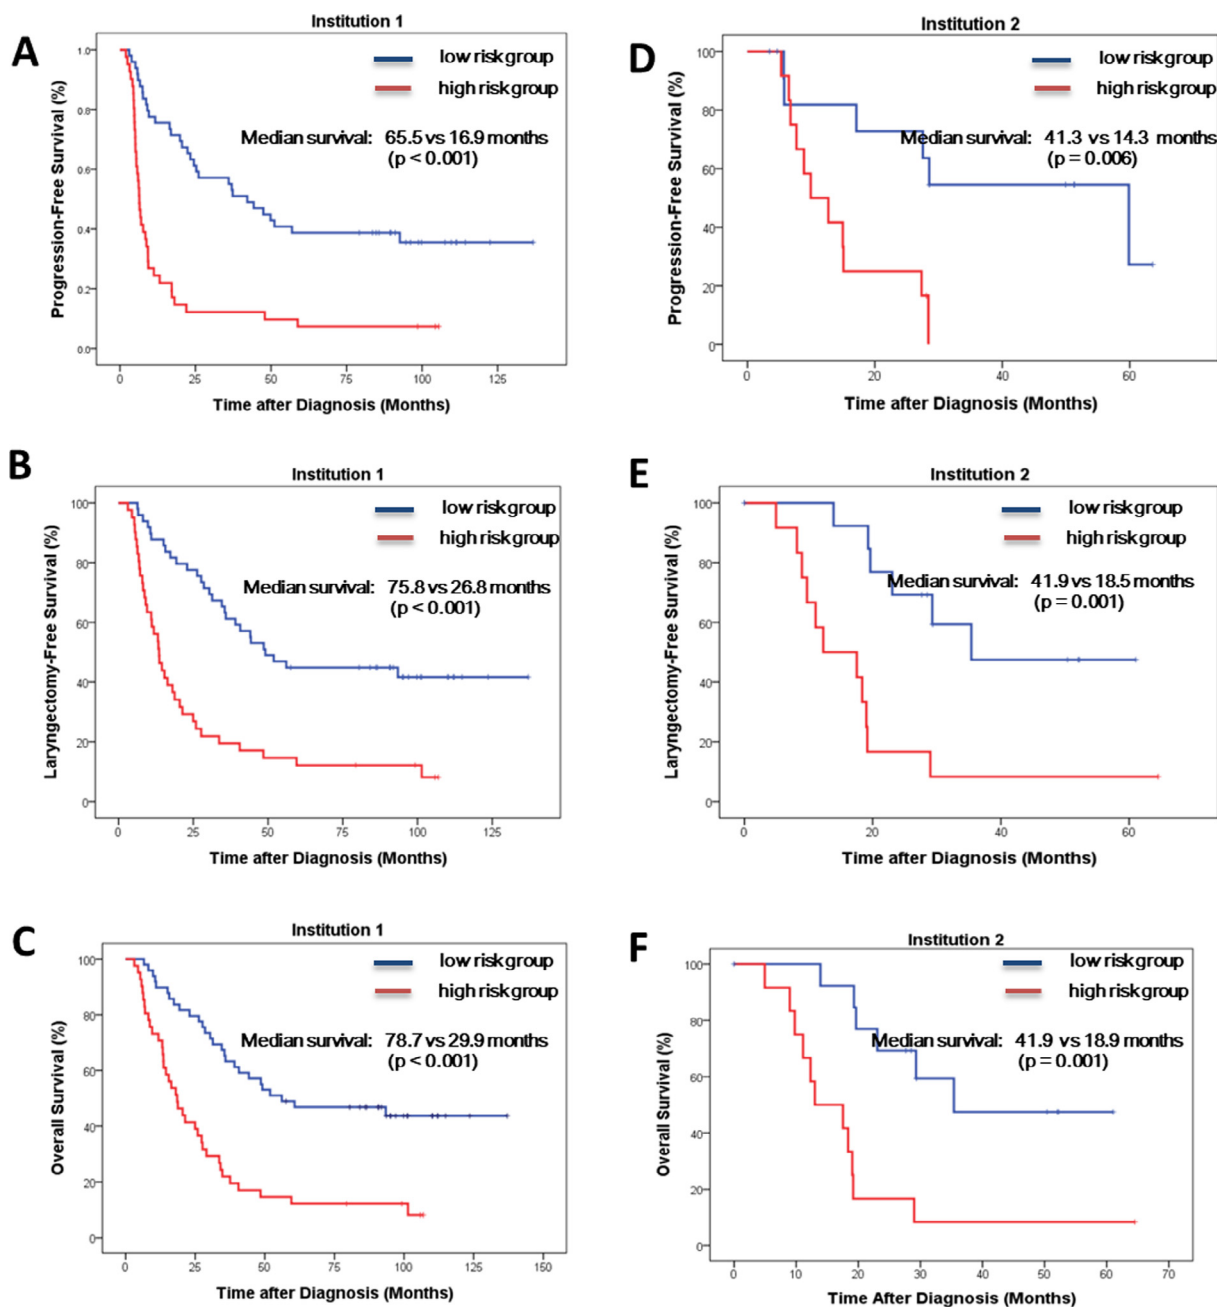 A
Institution 1
low risk group
high risk group
Median survival: 65.5 vs 16.9 months
(p < 0.001)
Progression-Free Survival (%)
1.0
0.8
0.6
0.4
0.2
0.0
0 25 50 75 100 125
Time after Diagnosis (Months)
D
Institution 2
low risk group
high risk group
Median survival: 41.3 vs 14.3 months
(p = 0.006)
Progression-Free Survival (%)
100
80
60
40
20
0
0 20 40 60
Time after Diagnosis (Months)
B
Institution 1
low risk group
high risk group
Median survival: 75.8 vs 26.8 months
(p < 0.001)
Laryngectomy-Free Survival (%)
100
80
60
40
20
0
0 25 50 75 100 125
Time after Diagnosis (Months)
E
Institution 2
low risk group
high risk group
Median survival: 41.9 vs 18.5 months
(p = 0.001)
Laryngectomy-Free Survival (%)
100
80
60
40
20
0
0 20 40 60
Time after Diagnosis (Months)
C
Institution 1
low risk group
high risk group
Median survival: 78.7 vs 29.9 months
(p < 0.001)
Overall Survival (%)
100
80
60
40
20
0
0 25 50 75 100 125 150
Time after Diagnosis (Months)
F
Institution 2
low risk group
high risk group
Median survival: 41.9 vs 18.9 months
(p = 0.001)
Overall Survival (%)
100
80
60
40
20
0
0 10 20 30 40 50 60 70
Time After Diagnosis (Months)